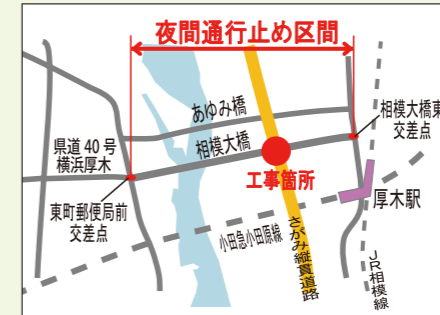 夜間通行止め区間
あゆみ橋
相模大橋
相模大橋東
交差点
県道40号
横浜厚木
工事箇所
東町郵便局前
交差点
厚木駅
小田急小田原線
さがみ縦貫道路
JR相模線